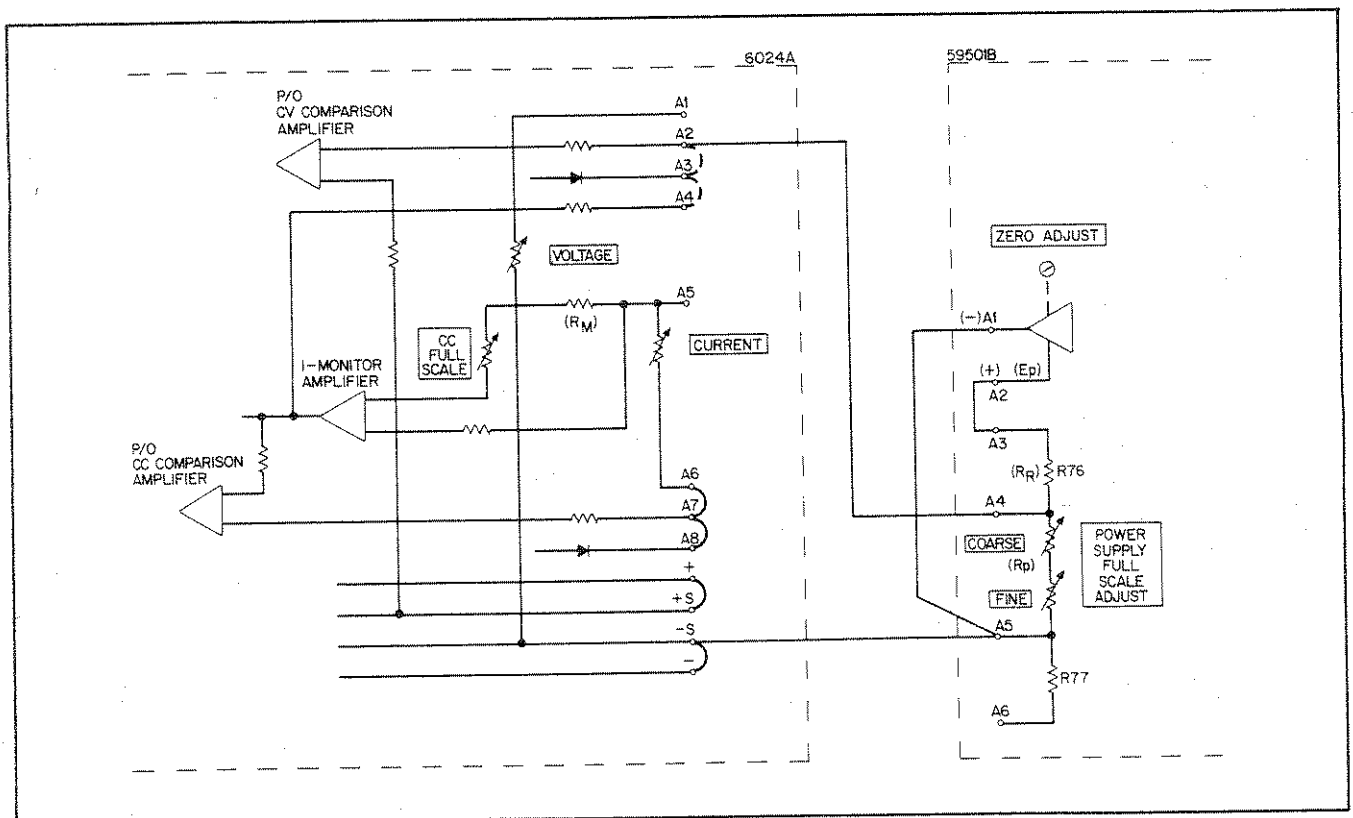 6024A
59501B
P/O
CV COMPARISON
AMPLIFIER
A1
A2
A3
A4
VOLTAGE
A5
(RM)
CC
FULL
SCALE
CURRENT
I-MONITOR
AMPLIFIER
P/O
CC COMPARISON
AMPLIFIER
A6
A7
A8
+
+S
-S
-
ZERO ADJUST
(-)A1
(+) (Ep)
A2
A3
(RR) R76
A4
COARSE
(Rp)
FINE
POWER
SUPPLY
FULL
SCALE
ADJUST
A5
R77
A6